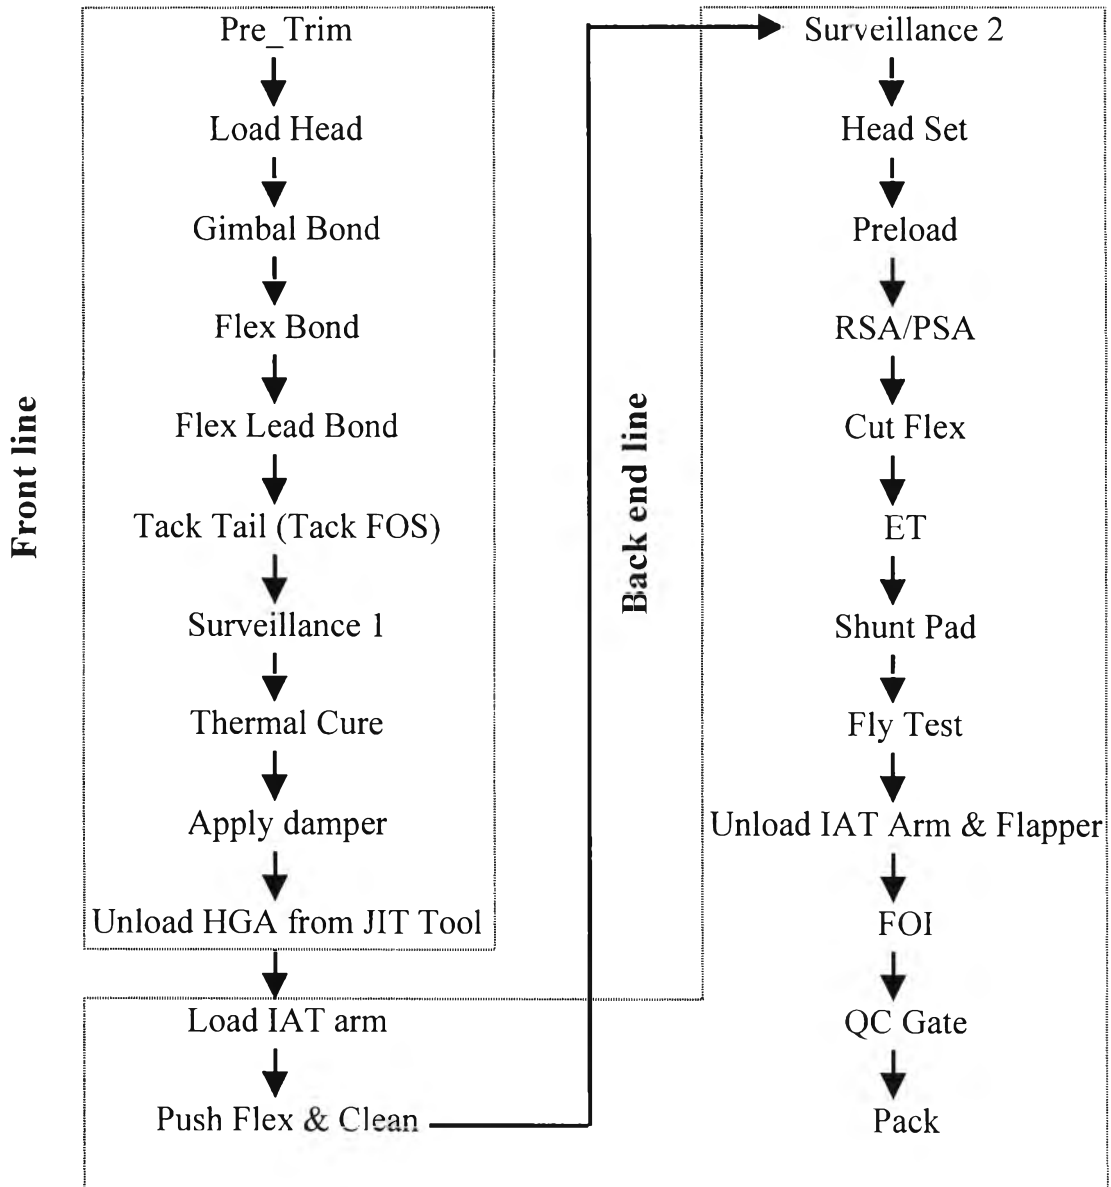 Front line
Pre_Trim
Load Head
Gimbal Bond
Flex Bond
Flex Lead Bond
Tack Tail (Tack FOS)
Surveillance 1
Thermal Cure
Apply damper
Unload HGA from JIT Tool
Load IAT arm
Push Flex & Clean
Back end line
Surveillance 2
Head Set
Preload
RSA/PSA
Cut Flex
ET
Shunt Pad
Fly Test
Unload IAT Arm & Flapper
FOI
QC Gate
Pack